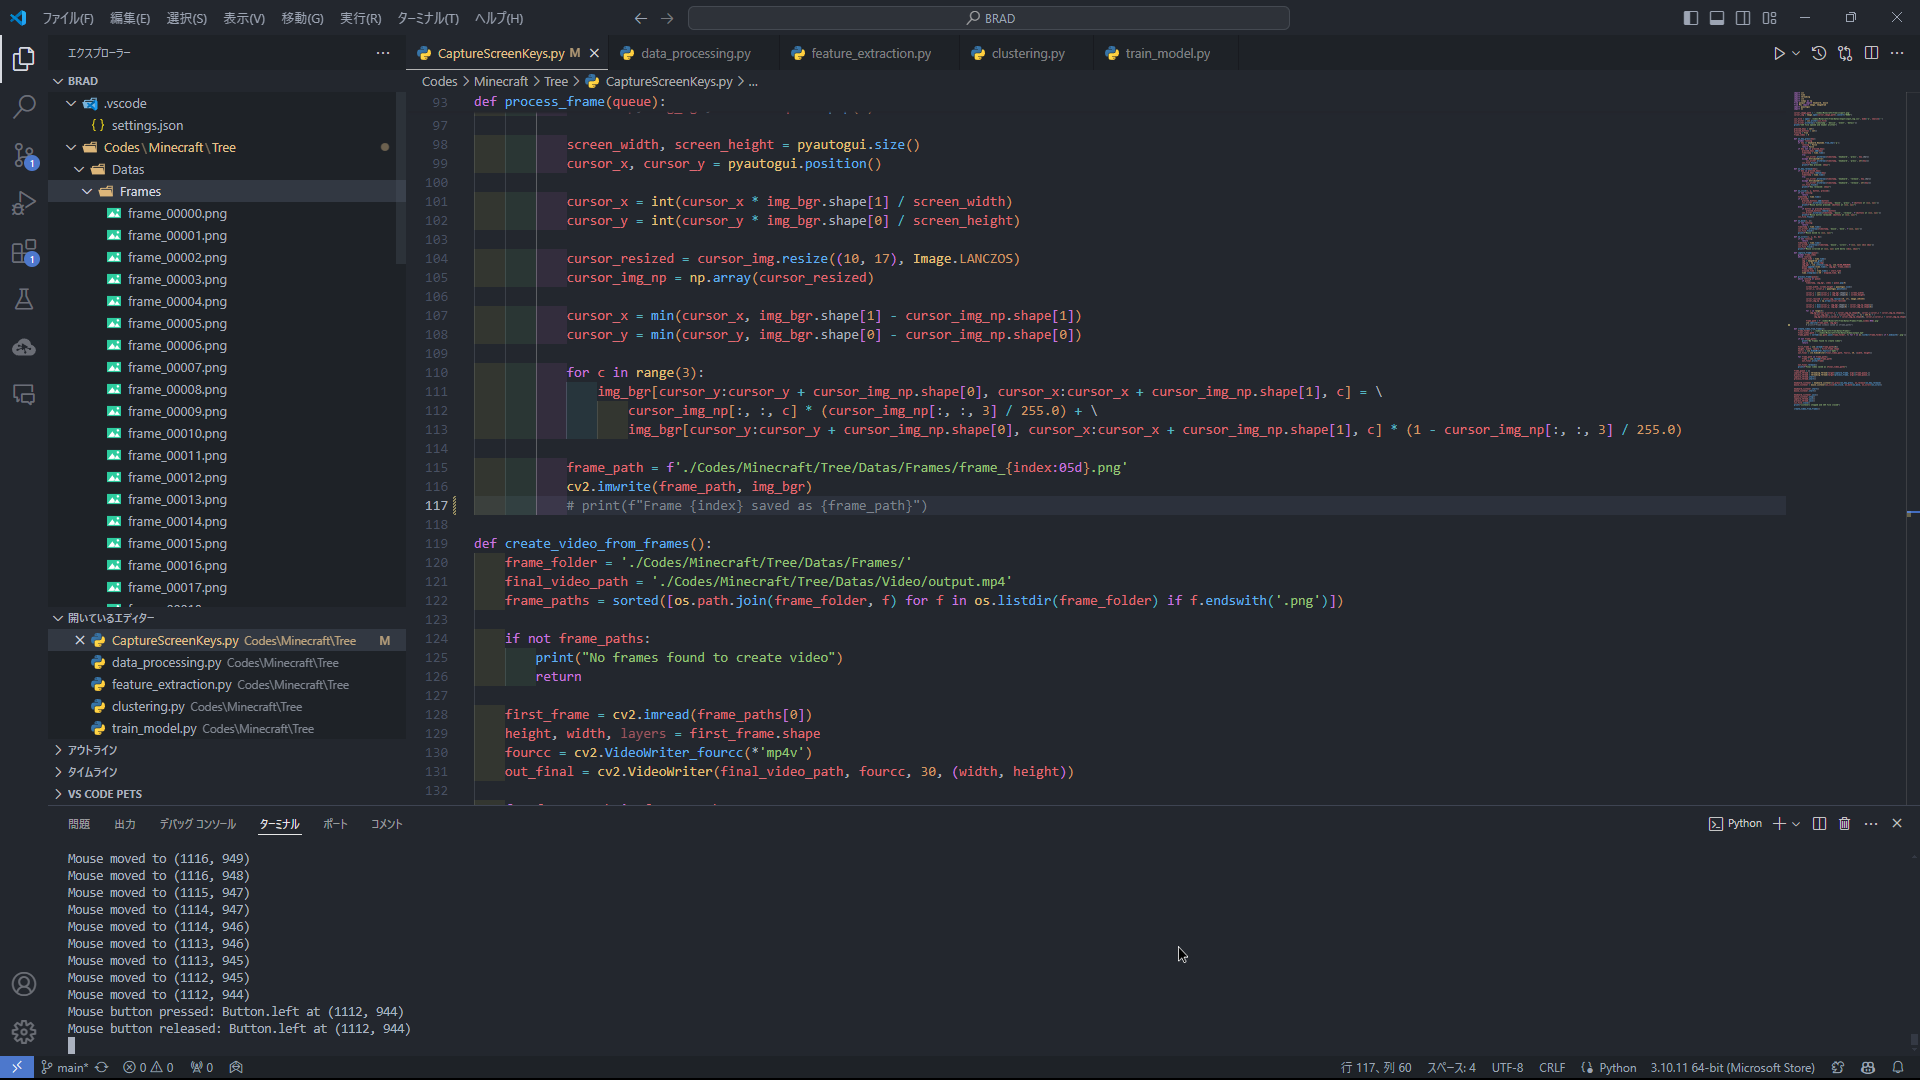 ファイル(F) 編集(E) 選択(S) 表示(V) 移動(G) 実行(R) ターミナル(T) ヘルプ(H)
BRAD
エクスプローラー
CaptureScreenKeys.py M
data_processing.py
feature_extraction.py
clustering.py
train_model.py
BRAD
.vscode
settings.json
Codes\Minecraft\Tree
Datas
Frames
frame_00000.png
frame_00001.png
frame_00002.png
frame_00003.png
frame_00004.png
frame_00005.png
frame_00006.png
frame_00007.png
frame_00008.png
frame_00009.png
frame_00010.png
frame_00011.png
frame_00012.png
frame_00013.png
frame_00014.png
frame_00015.png
frame_00016.png
frame_00017.png
開いているエディター
CaptureScreenKeys.py Codes\Minecraft\Tree M
data_processing.py Codes\Minecraft\Tree
feature_extraction.py Codes\Minecraft\Tree
clustering.py Codes\Minecraft\Tree
train_model.py Codes\Minecraft\Tree
アウトライン
タイムライン
VS CODE PETS
Codes > Minecraft > Tree > CaptureScreenKeys.py > ...
93 def process_frame(queue):
97
98 screen_width, screen_height = pyautogui.size()
99 cursor_x, cursor_y = pyautogui.position()
100
101 cursor_x = int(cursor_x * img_bgr.shape[1] / screen_width)
102 cursor_y = int(cursor_y * img_bgr.shape[0] / screen_height)
103
104 cursor_resized = cursor_img.resize((10, 17), Image.LANCZOS)
105 cursor_img_np = np.array(cursor_resized)
106
107 cursor_x = min(cursor_x, img_bgr.shape[1] - cursor_img_np.shape[1])
108 cursor_y = min(cursor_y, img_bgr.shape[0] - cursor_img_np.shape[0])
109
110 for c in range(3):
111 img_bgr[cursor_y:cursor_y + cursor_img_np.shape[0], cursor_x:cursor_x + cursor_img_np.shape[1], c] = \
112 cursor_img_np[:, :, c] * (cursor_img_np[:, :, 3] / 255.0) + \
113 img_bgr[cursor_y:cursor_y + cursor_img_np.shape[0], cursor_x:cursor_x + cursor_img_np.shape[1], c] * (1 - cursor_img_np[:, :, 3] / 255.0)
114
115 frame_path = f'./Codes/Minecraft/Tree/Datas/Frames/frame_{index:05d}.png'
116 cv2.imwrite(frame_path, img_bgr)
117 # print(f"Frame {index} saved as {frame_path}")
118
119 def create_video_from_frames():
120 frame_folder = './Codes/Minecraft/Tree/Datas/Frames/'
121 final_video_path = './Codes/Minecraft/Tree/Datas/Video/output.mp4'
122 frame_paths = sorted([os.path.join(frame_folder, f) for f in os.listdir(frame_folder) if f.endswith('.png')])
123
124 if not frame_paths:
125 print("No frames found to create video")
126 return
127
128 first_frame = cv2.imread(frame_paths[0])
129 height, width, layers = first_frame.shape
130 fourcc = cv2.VideoWriter_fourcc(*'mp4v')
131 out_final = cv2.VideoWriter(final_video_path, fourcc, 30, (width, height))
132
問題 出力 デバッグ コンソール ターミナル ポート コメント
Python
Mouse moved to (1116, 949)
Mouse moved to (1116, 948)
Mouse moved to (1115, 947)
Mouse moved to (1114, 947)
Mouse moved to (1114, 946)
Mouse moved to (1113, 946)
Mouse moved to (1113, 945)
Mouse moved to (1112, 945)
Mouse moved to (1112, 944)
Mouse button pressed: Button.left at (1112, 944)
Mouse button released: Button.left at (1112, 944)
main* 0 0 0
行 117、列 60 スペース: 4 UTF-8 CRLF Python 3.10.11 64-bit (Microsoft Store)